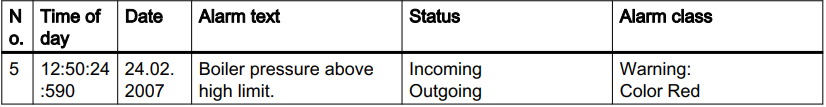 N Time of Date Alarm text Status Alarm class
o. day
5 12:50:24 24.02. Boiler pressure above Incoming Warning:
:590 2007 high limit. Outgoing Color Red